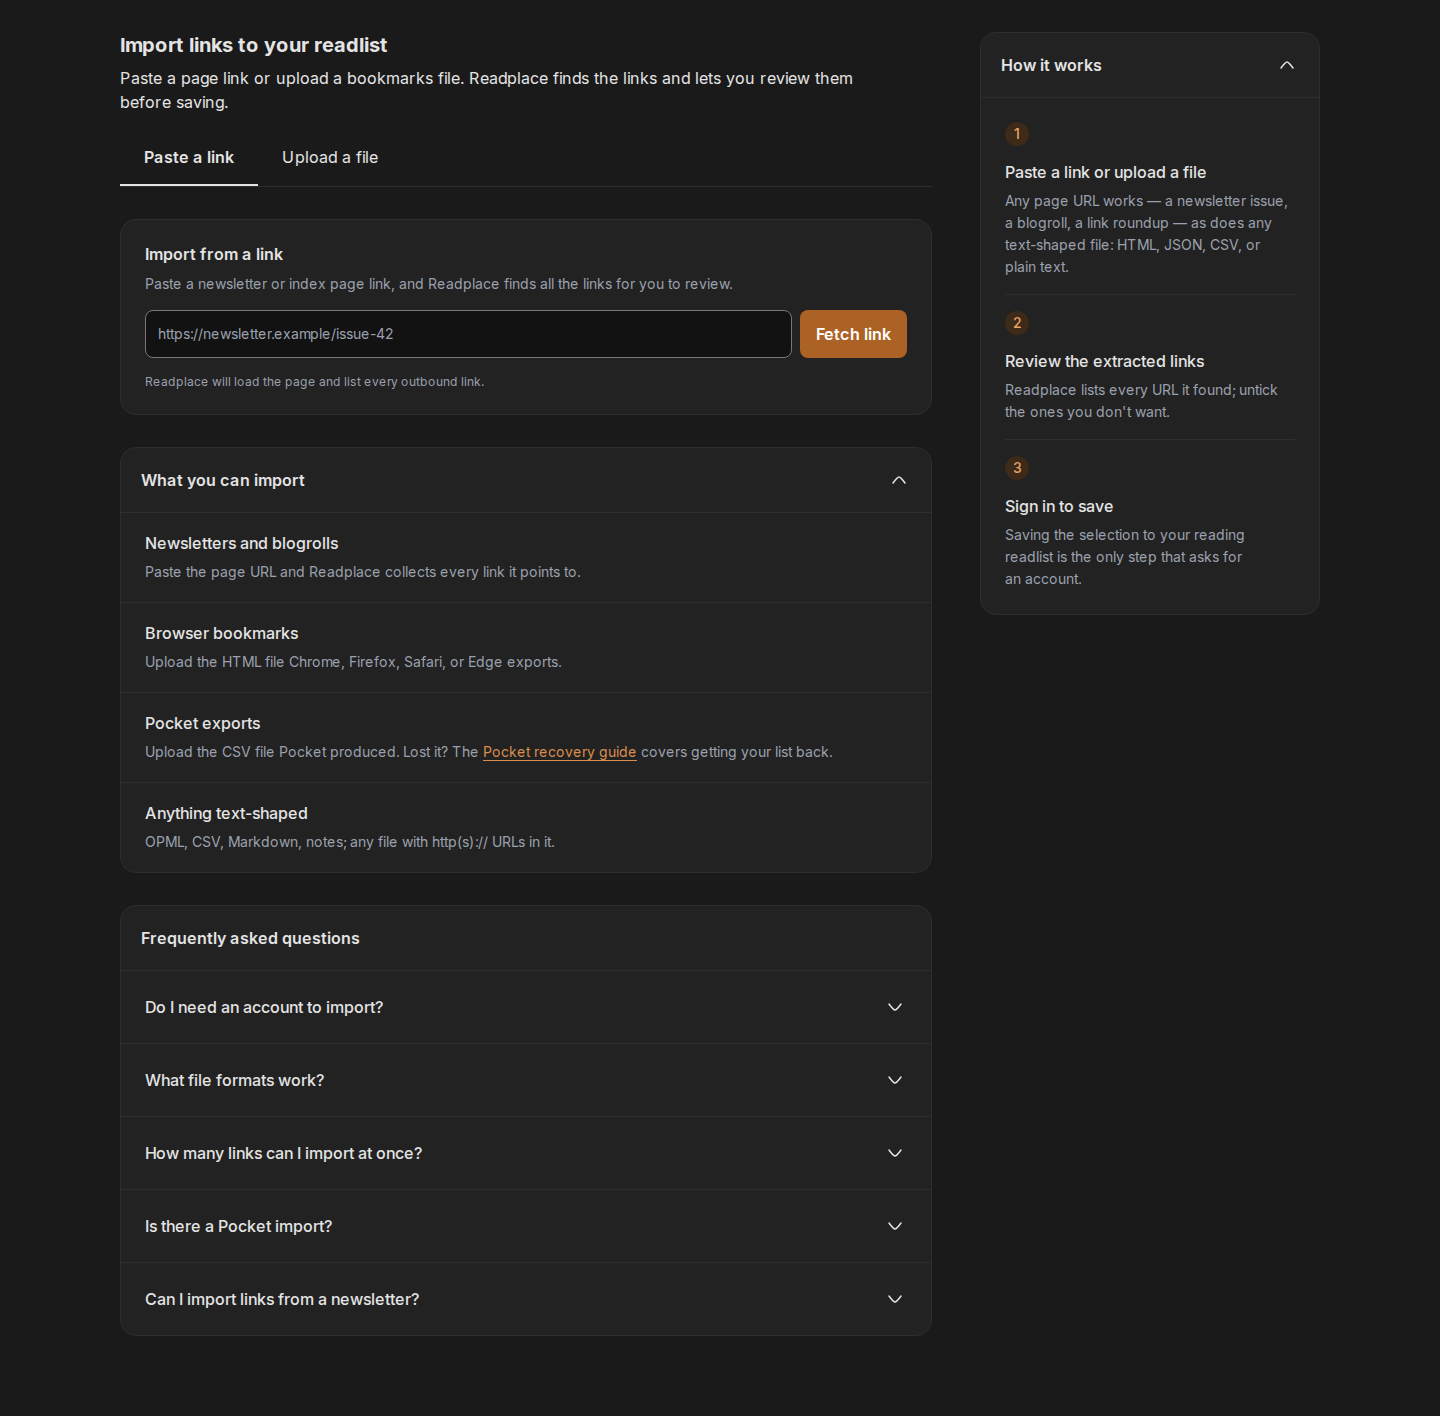 Import links to your readlist
Paste a page link or upload a bookmarks file. Readplace finds the links and lets you review them
before saving.
Paste a link
Upload a file
Import from a link
Paste a newsletter or index page link, and Readplace finds all the links for you to review.
https://newsletter.example/issue-42
Fetch link
Readplace will load the page and list every outbound link.
What you can import
Newsletters and blogrolls
Paste the page URL and Readplace collects every link it points to.
Browser bookmarks
Upload the HTML file Chrome, Firefox, Safari, or Edge exports.
Pocket exports
Upload the CSV file Pocket produced. Lost it? The Pocket recovery guide covers getting your list back.
Anything text-shaped
OPML, CSV, Markdown, notes; any file with http(s):// URLs in it.
Frequently asked questions
Do I need an account to import?
What file formats work?
How many links can I import at once?
Is there a Pocket import?
Can I import links from a newsletter?
How it works
1
Paste a link or upload a file
Any page URL works — a newsletter issue,
a blogroll, a link roundup — as does any
text-shaped file: HTML, JSON, CSV, or
plain text.
2
Review the extracted links
Readplace lists every URL it found; untick
the ones you don't want.
3
Sign in to save
Saving the selection to your reading
readlist is the only step that asks for
an account.